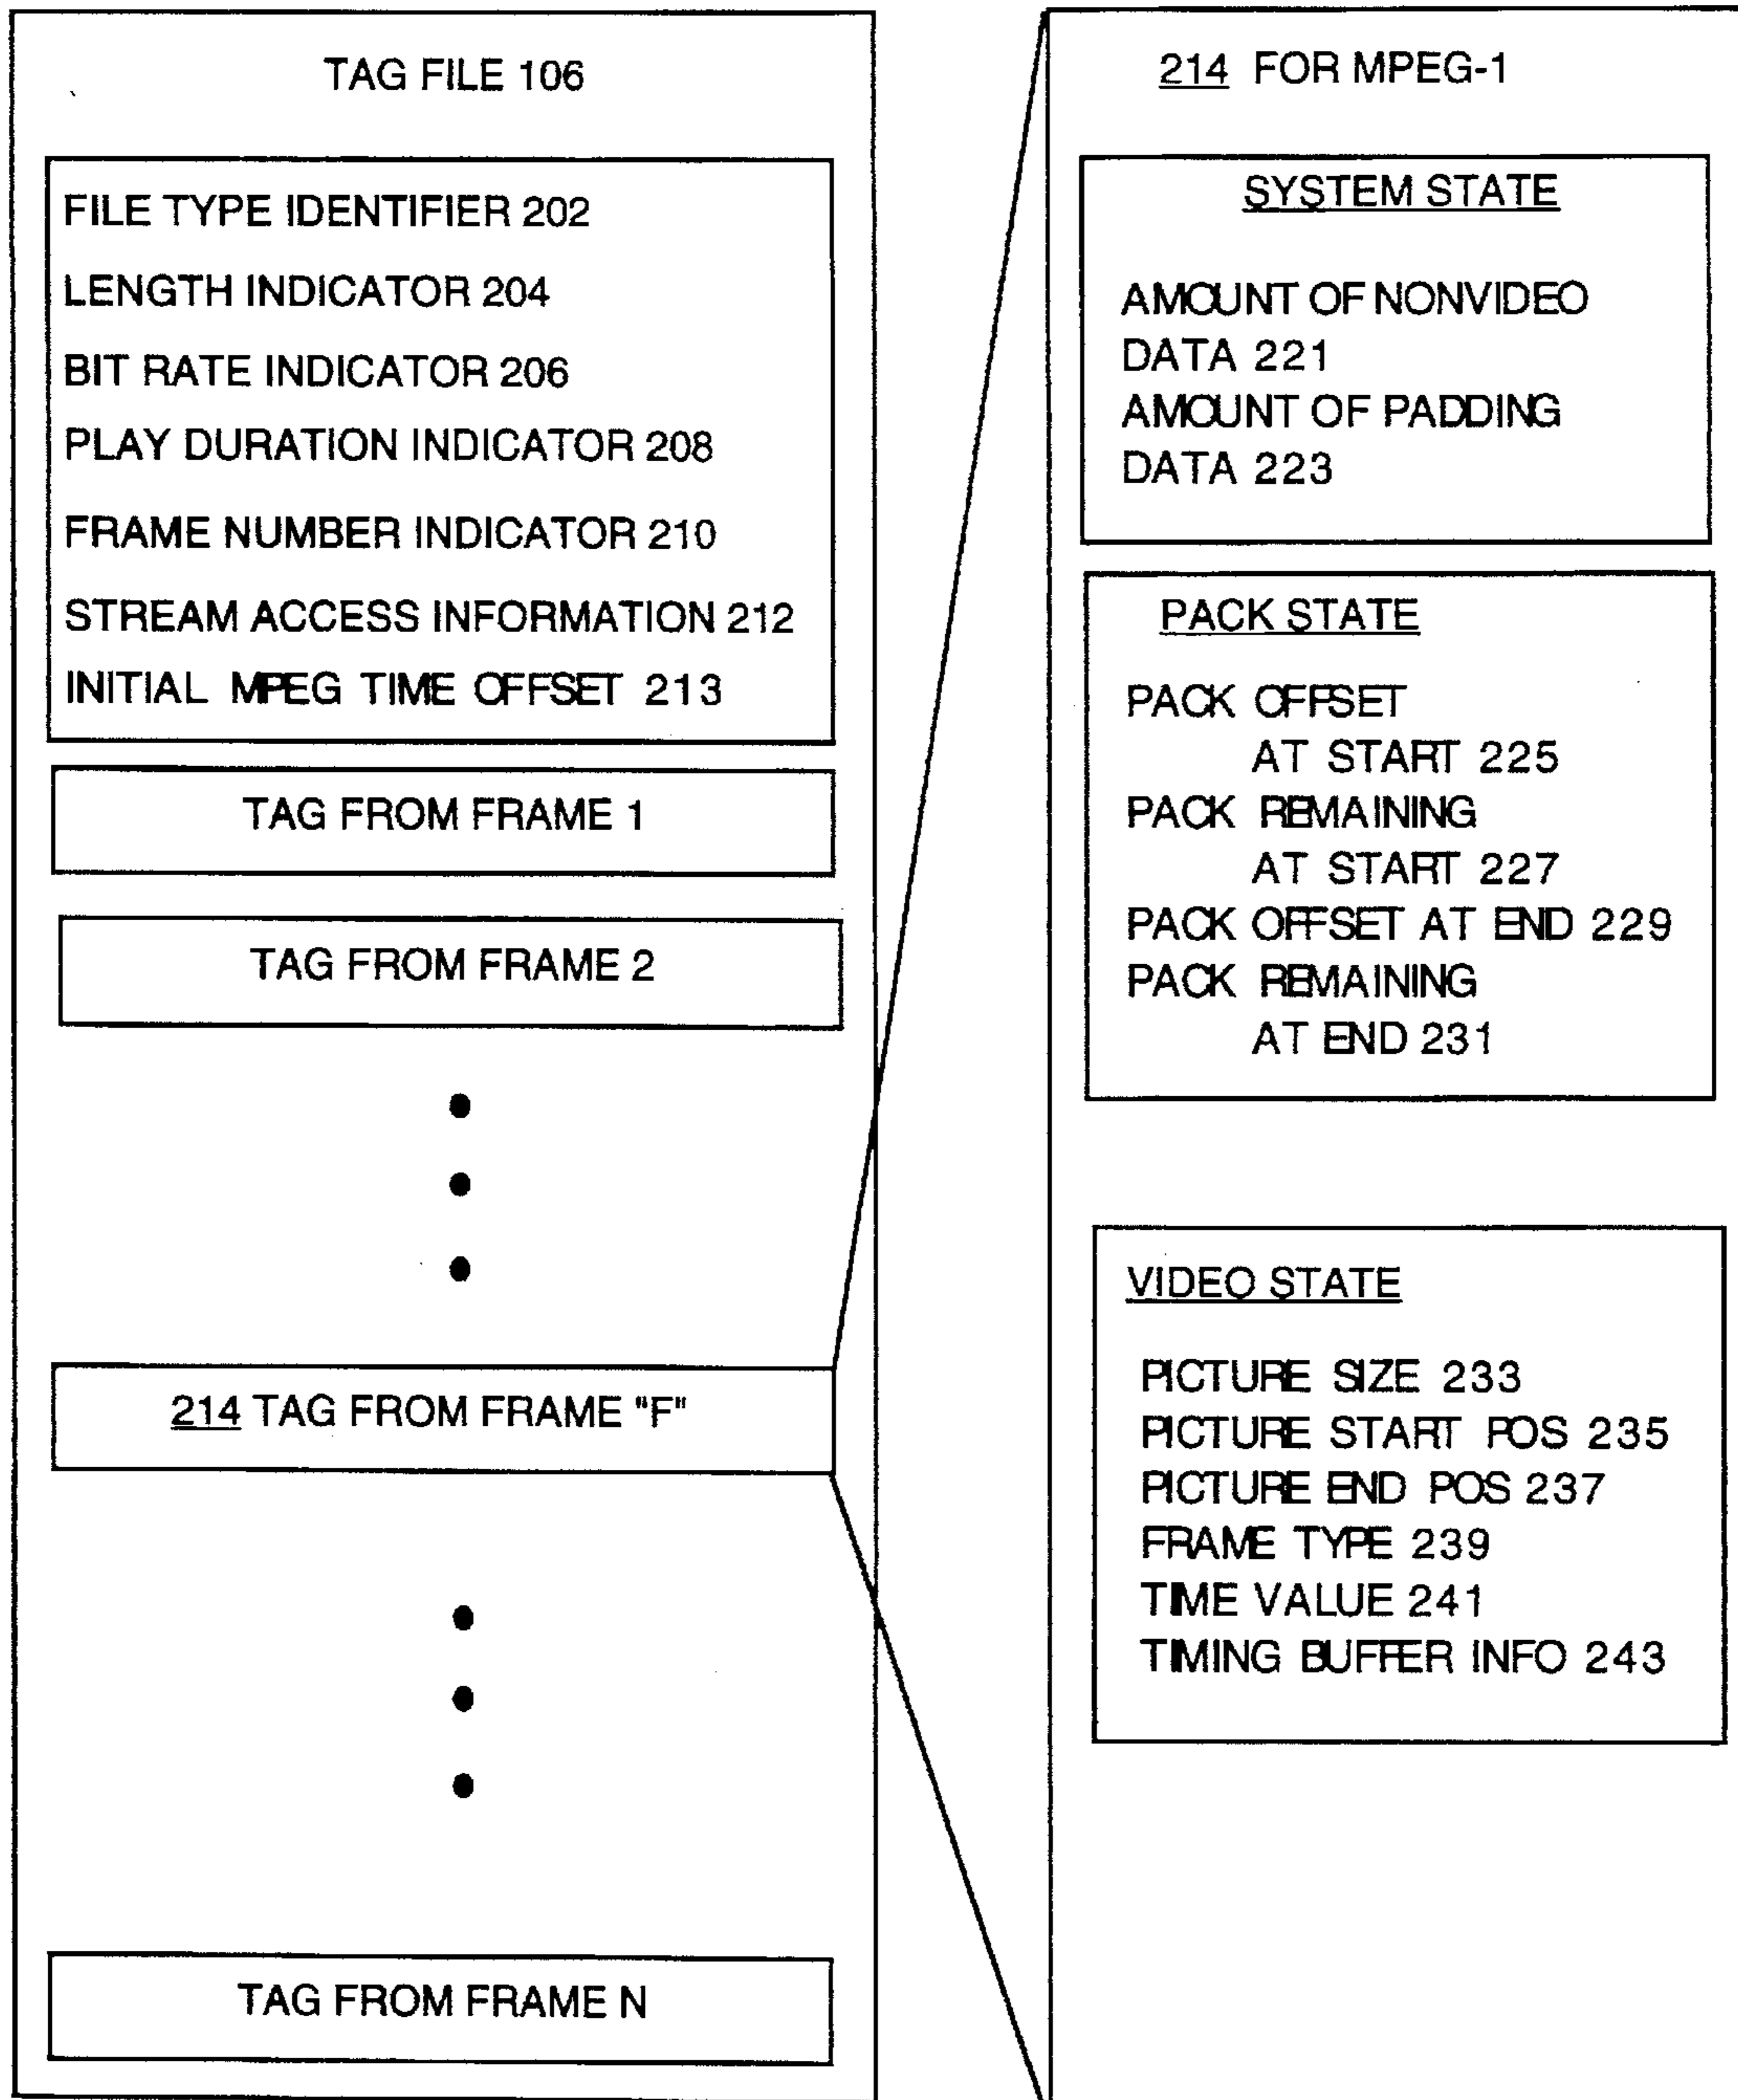 TAG FILE 106
FILE TYPE IDENTIFIER 202
LENGTH INDICATOR 204
BIT RATE INDICATOR 206
PLAY DURATION INDICATOR 208
FRAME NUMBER INDICATOR 210
STREAM ACCESS INFORMATION 212
INITIAL MPEG TIME OFFSET 213
TAG FROM FRAME 1
TAG FROM FRAME 2
214 TAG FROM FRAME "F"
TAG FROM FRAME N
214 FOR MPEG-1
SYSTEM STATE
AMOUNT OF NONVIDEO
DATA 221
AMOUNT OF PADDING
DATA 223
PACK STATE
PACK OFFSET
AT START 225
PACK REMAINING
AT START 227
PACK OFFSET AT END 229
PACK REMAINING
AT END 231
VIDEO STATE
PICTURE SIZE 233
PICTURE START POS 235
PICTURE END POS 237
FRAME TYPE 239
TIME VALUE 241
TIMING BUFFER INFO 243